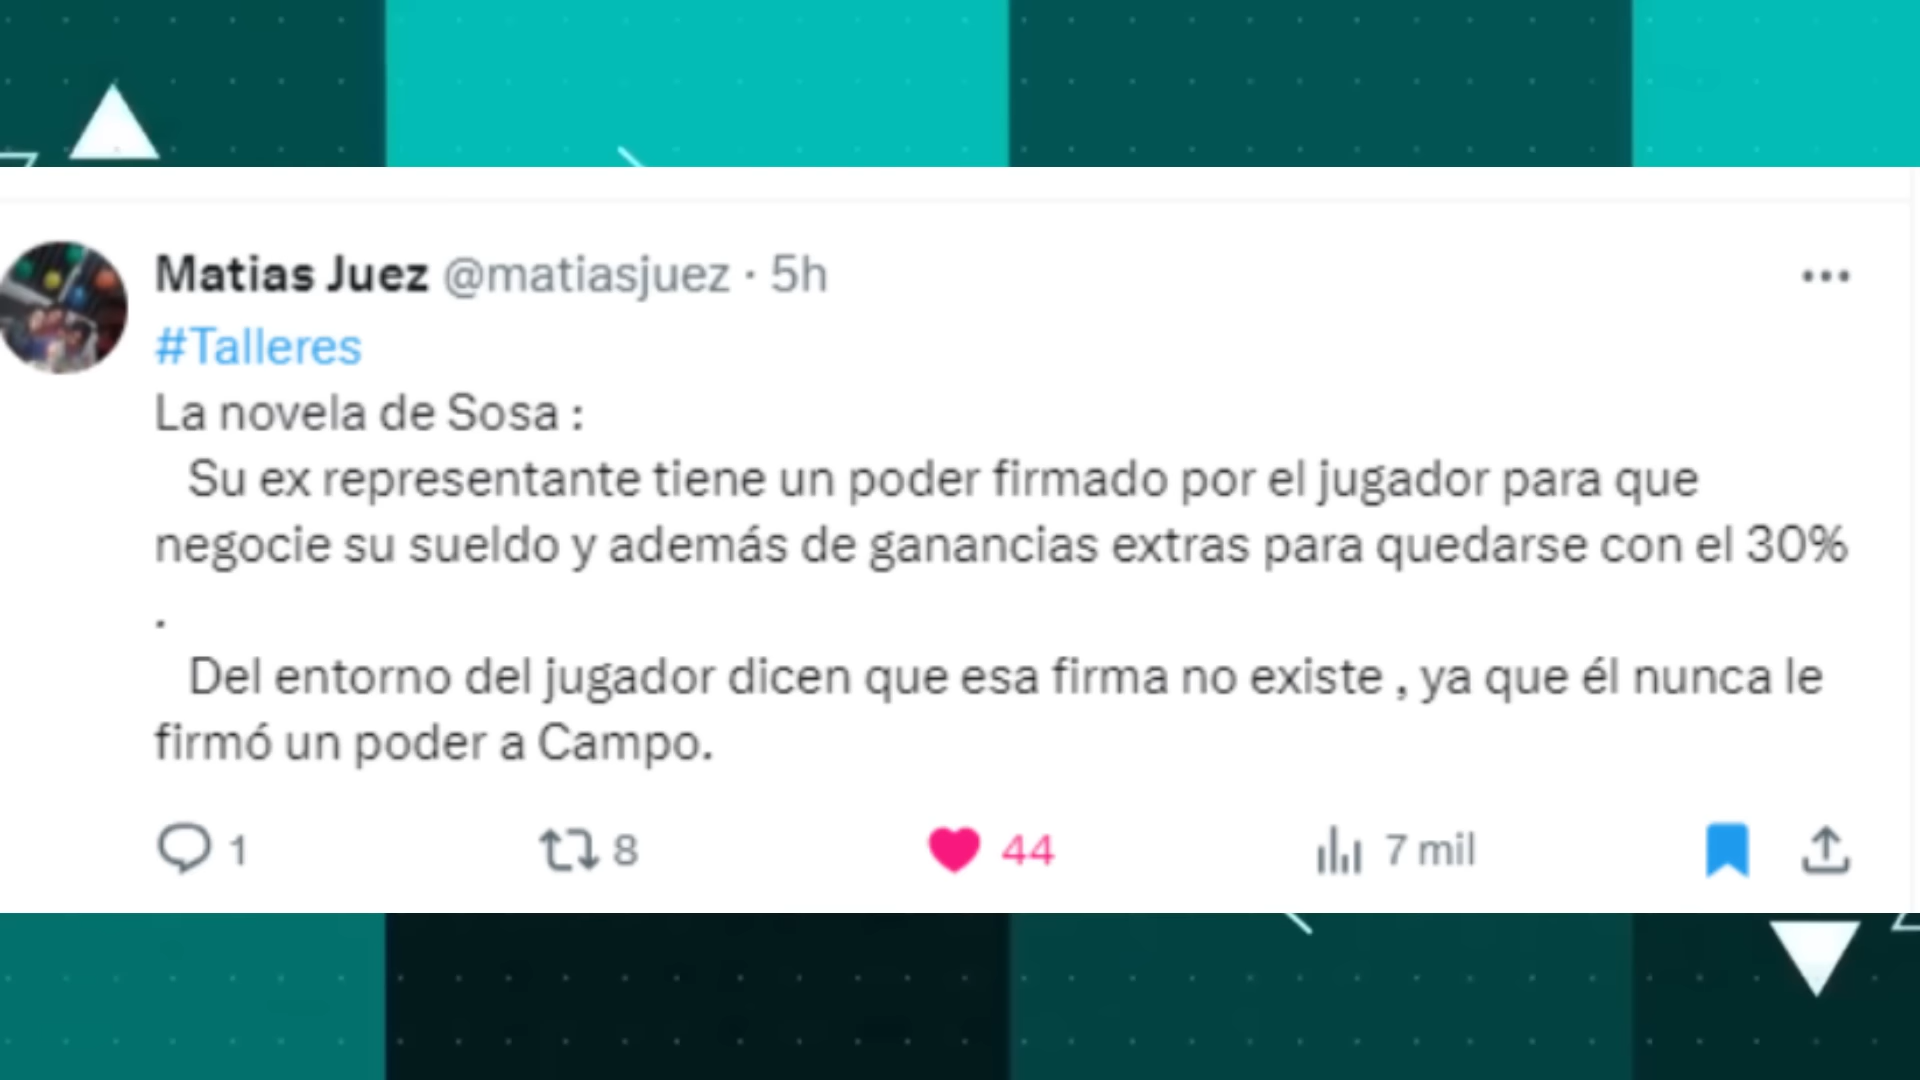 Matias Juez @matiasjuez · 5h
#Talleres
La novela de Sosa :
Su ex representante tiene un poder firmado por el jugador para que
negocie su sueldo y además de ganancias extras para quedarse con el 30%
.
Del entorno del jugador dicen que esa firma no existe , ya que él nunca le
firmó un poder a Campo.
1 8 44 7 mil